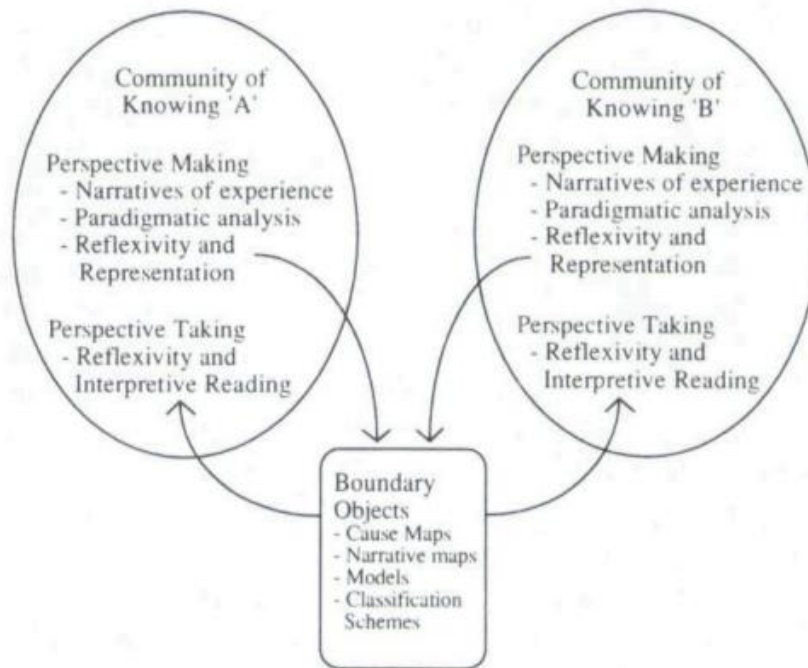 Community of
Knowing 'A'
Perspective Making
- Narratives of experience
- Paradigmatic analysis
- Reflexivity and
Representation
Perspective Taking
- Reflexivity and
Interpretive Reading
Community of
Knowing 'B'
Perspective Making
- Narratives of experience
- Paradigmatic analysis
- Reflexivity and
Representation
Perspective Taking
- Reflexivity and
Interpretive Reading
Boundary
Objects
- Cause Maps
- Narrative maps
- Models
- Classification
Schemes